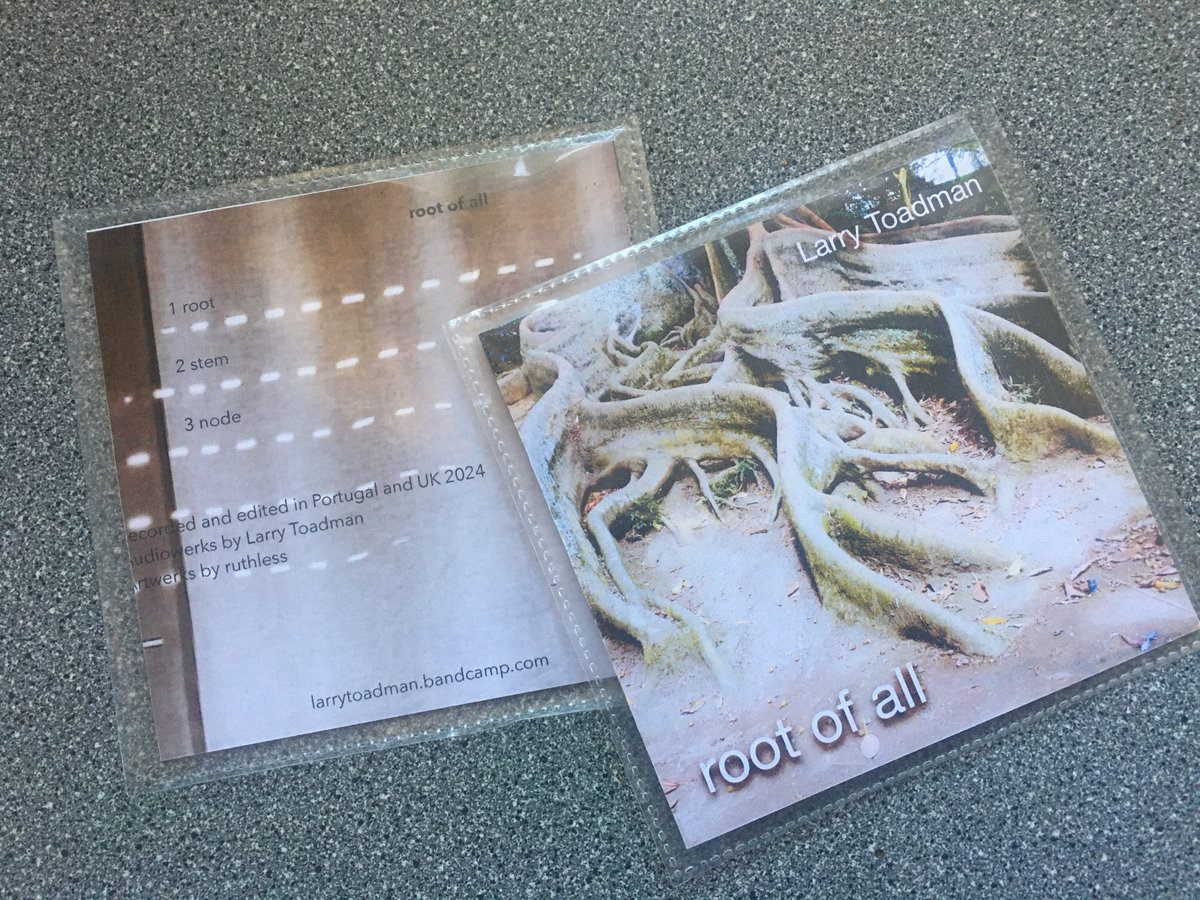 root of all
1 root
2 stem
3 node
ecorded and edited in Portugal and UK 2024
udiowerks by Larry Toadman
rtwerks by ruthless
larrytoadman.bandcamp.com
Larry Toadman
root of all